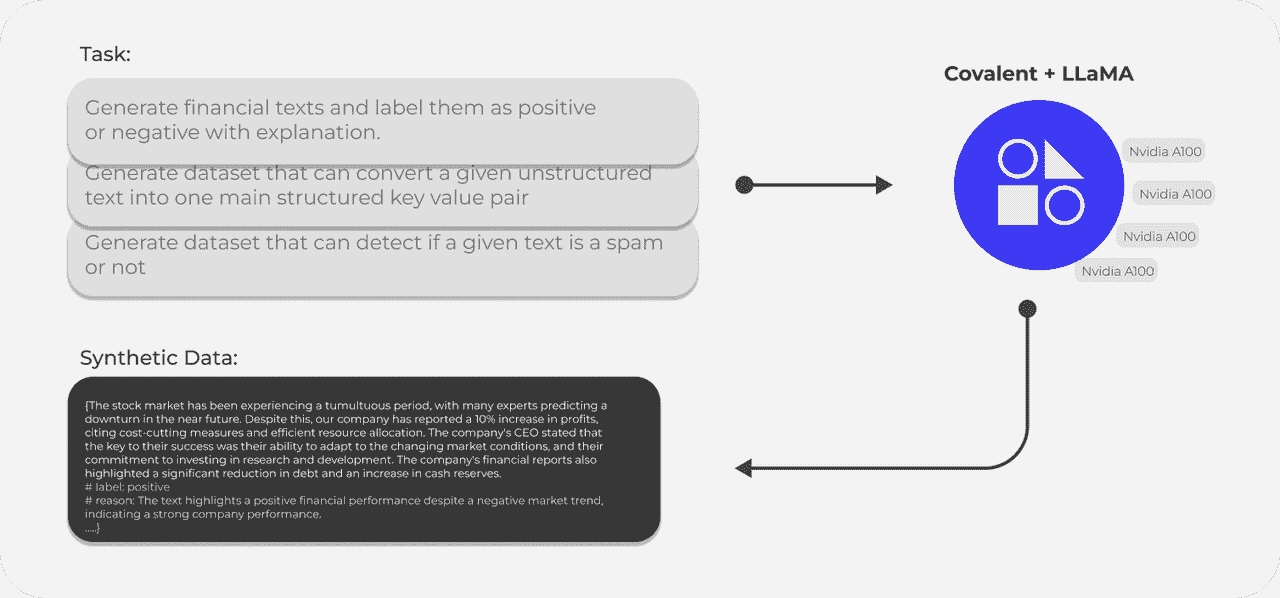 Task:
Generate financial texts and label them as positive
or negative with explanation.
Generate dataset that can convert a given unstructured
text into one main structured key value pair
Generate dataset that can detect if a given text is a spam
or not
Covalent + LLaMA
Nvidia A100
Nvidia A100
Nvidia A100
Nvidia A100
Synthetic Data:
{The stock market has been experiencing a tumultuous period, with many experts predicting a
downturn in the near future. Despite this, our company has reported a 10% increase in profits,
citing cost-cutting measures and efficient resource allocation. The company's CEO stated that
the key to their success was their ability to adapt to the changing market conditions, and their
commitment to investing in research and development. The company's financial reports also
highlighted a significant reduction in debt and an increase in cash reserves.
# label: positive
# reason: The text highlights a positive financial performance despite a negative market trend,
indicating a strong company performance.
.....}